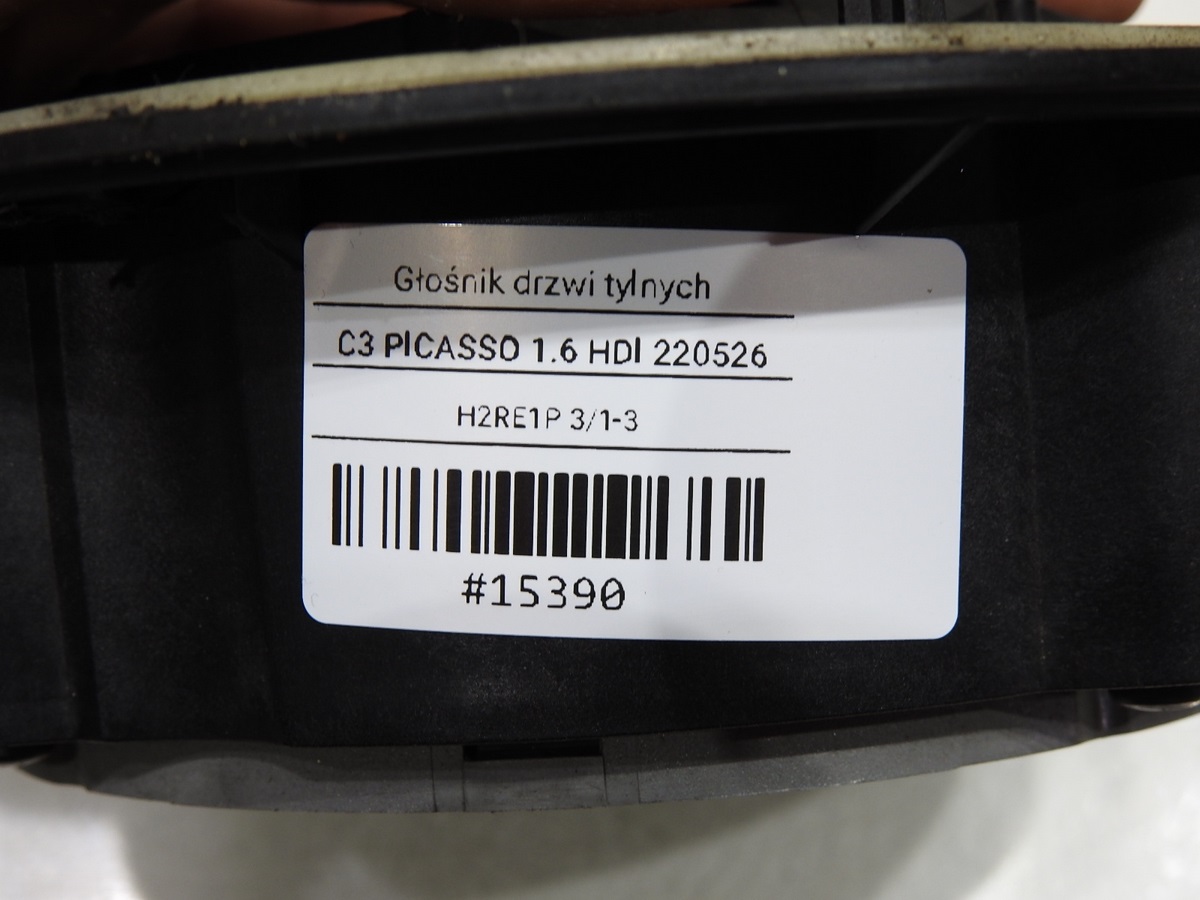 Głośnik drzwi tylnych
C3 PICASSO 1.6 HDI 220526
H2RE1P 3/1-3
#15390